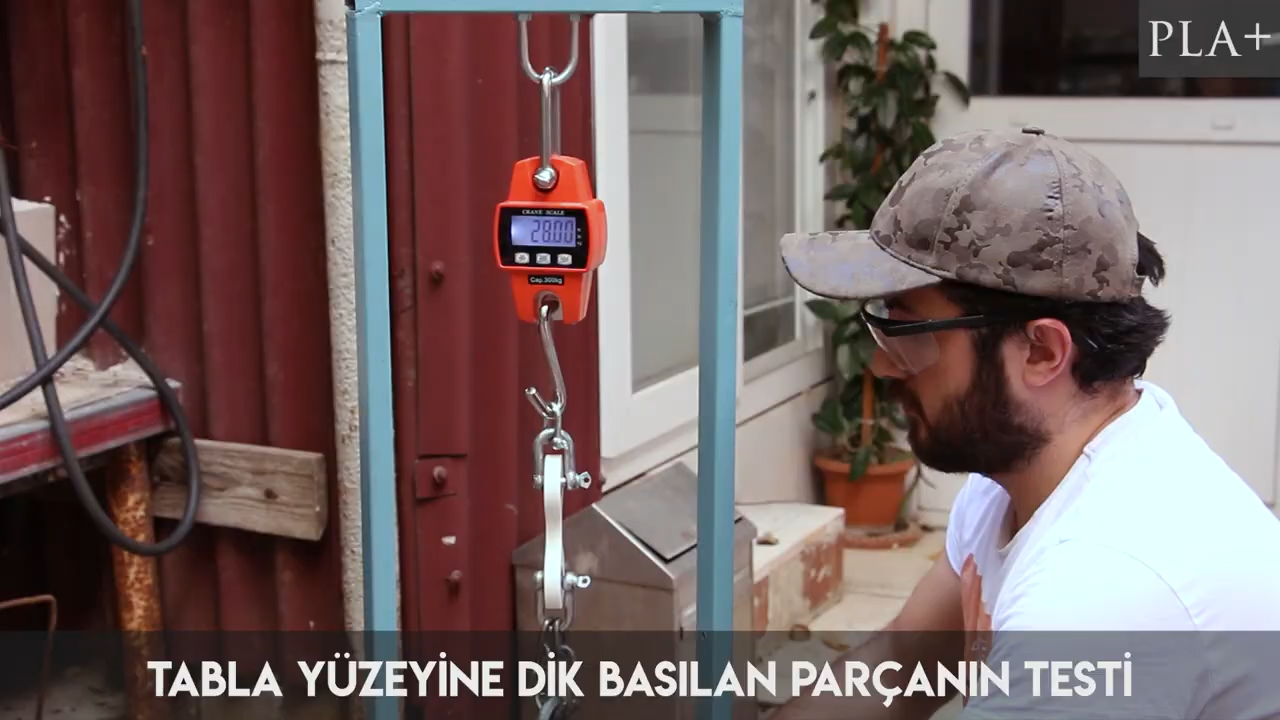 PLA+
CRANE SCALE
28.00
Cap.300kg
TABLA YÜZEYİNE DİK BASILAN PARÇANIN TESTİ